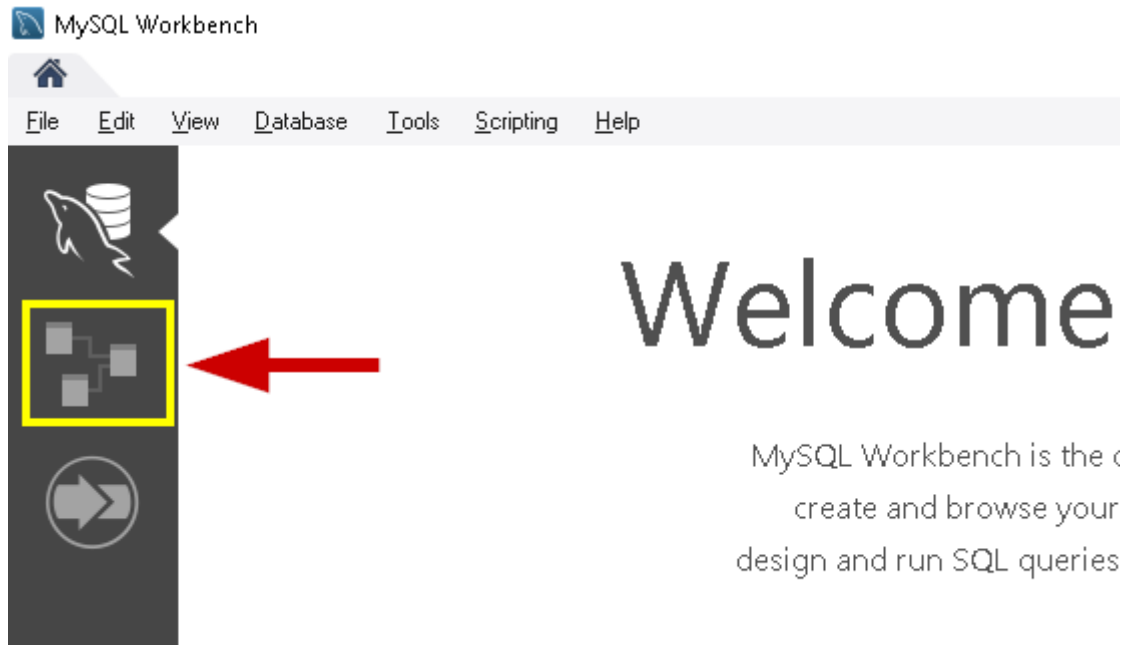 MySQL Workbench
File Edit View Database Tools Scripting Help
Welcome
MySQL Workbench is the
create and browse your
design and run SQL queries